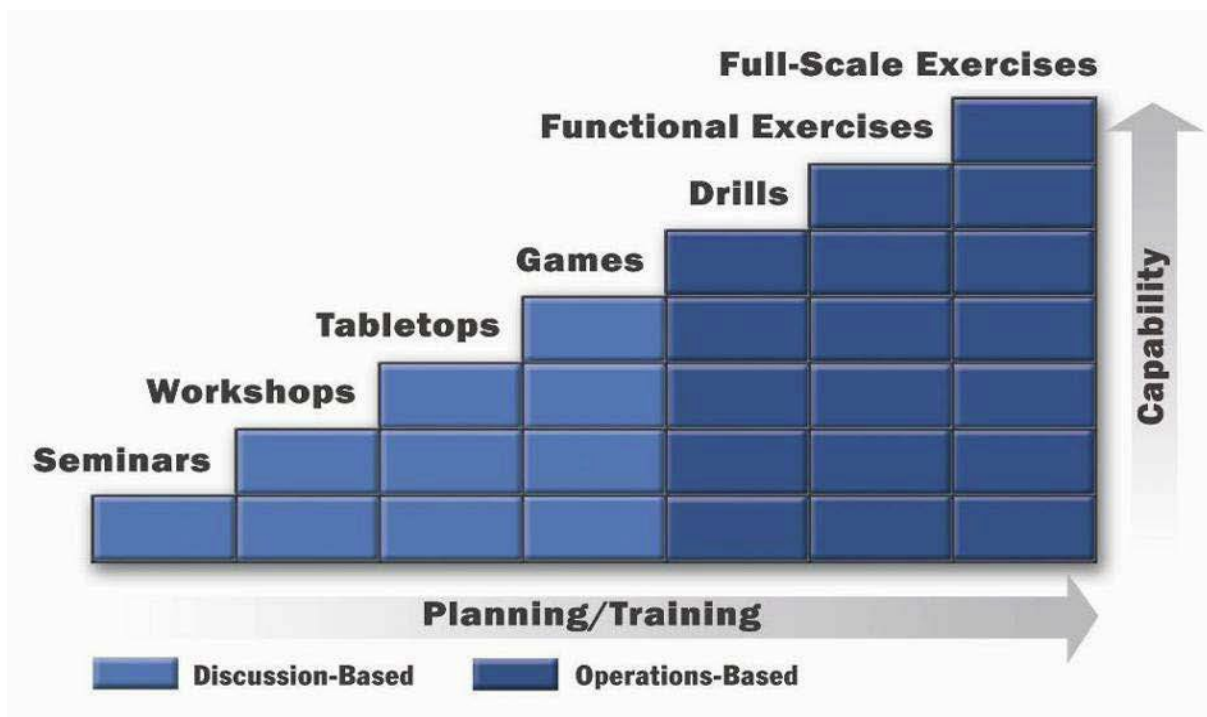 Full-Scale Exercises
Functional Exercises
Drills
Games
Tabletops
Workshops
Seminars
Capability
Planning/Training
Discussion-Based
Operations-Based